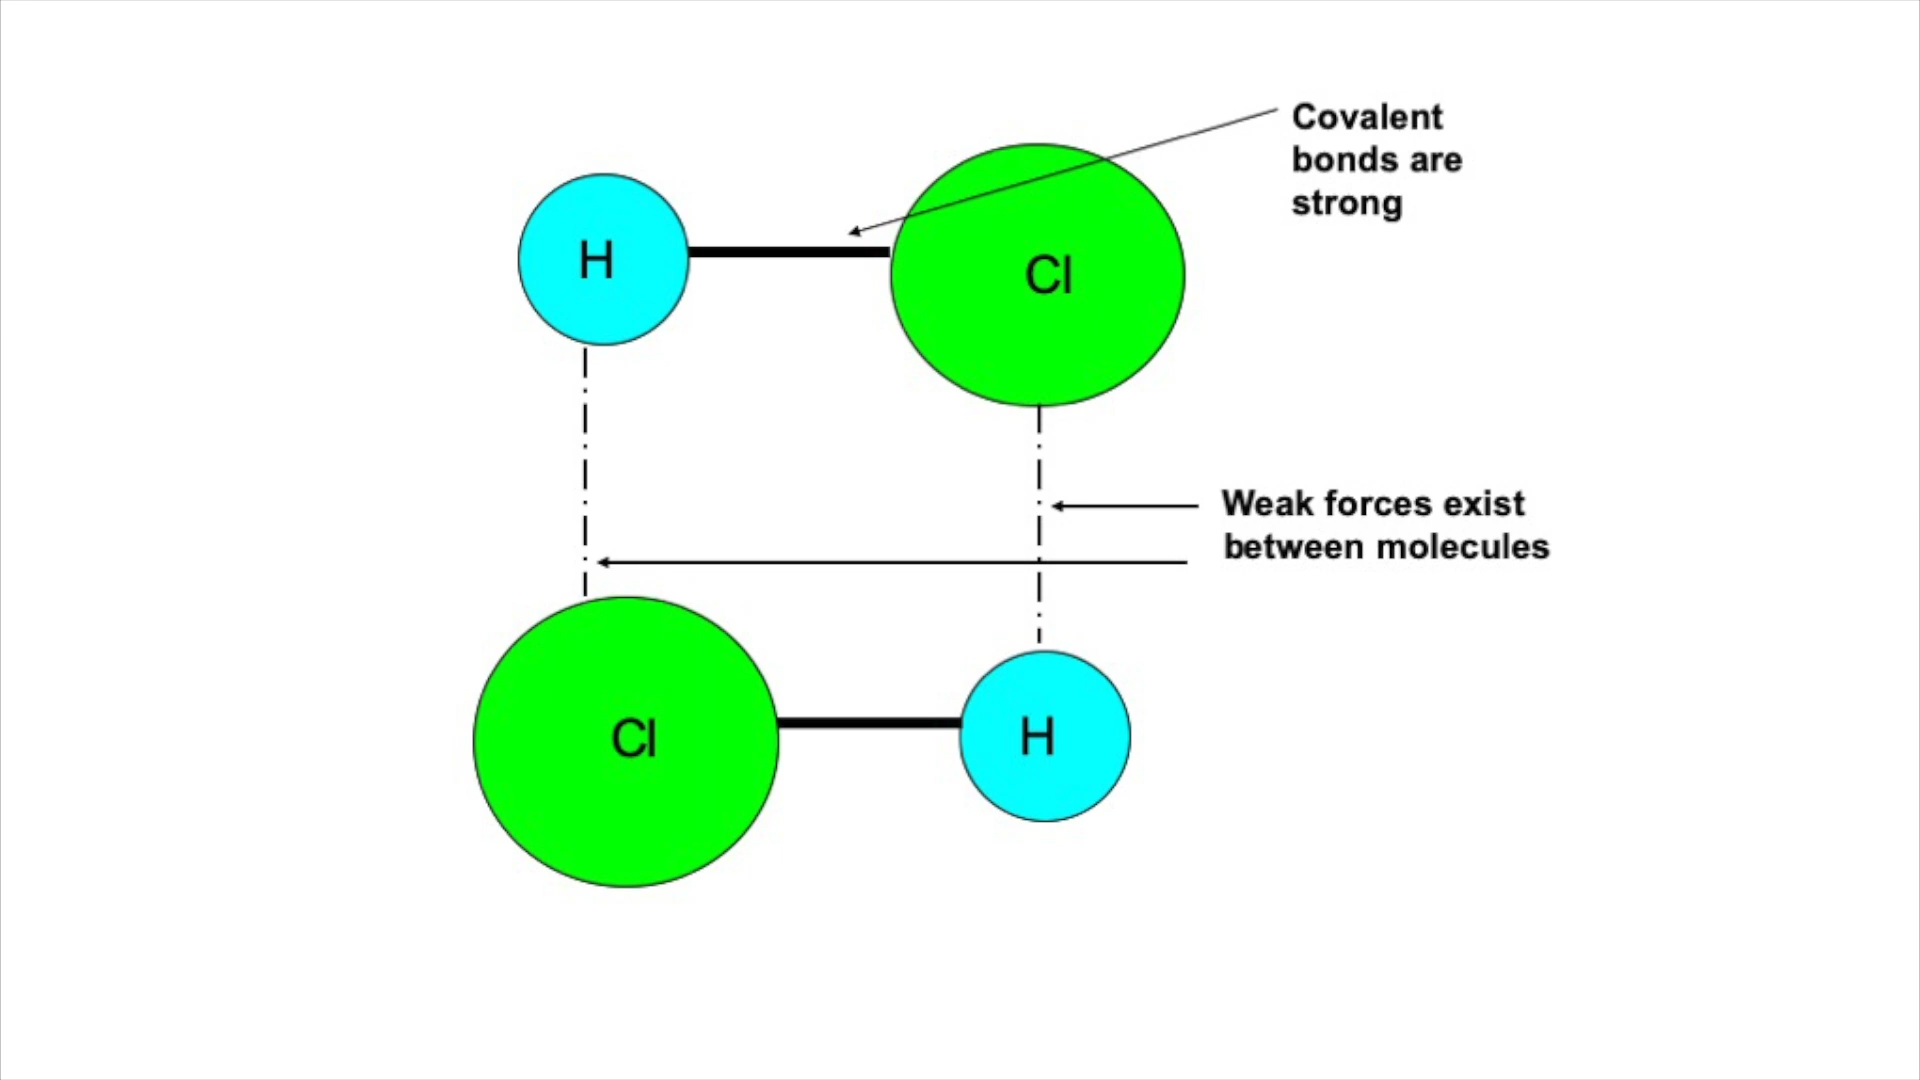 Covalent
bonds are
strong
H
Cl
Weak forces exist
between molecules
Cl
H